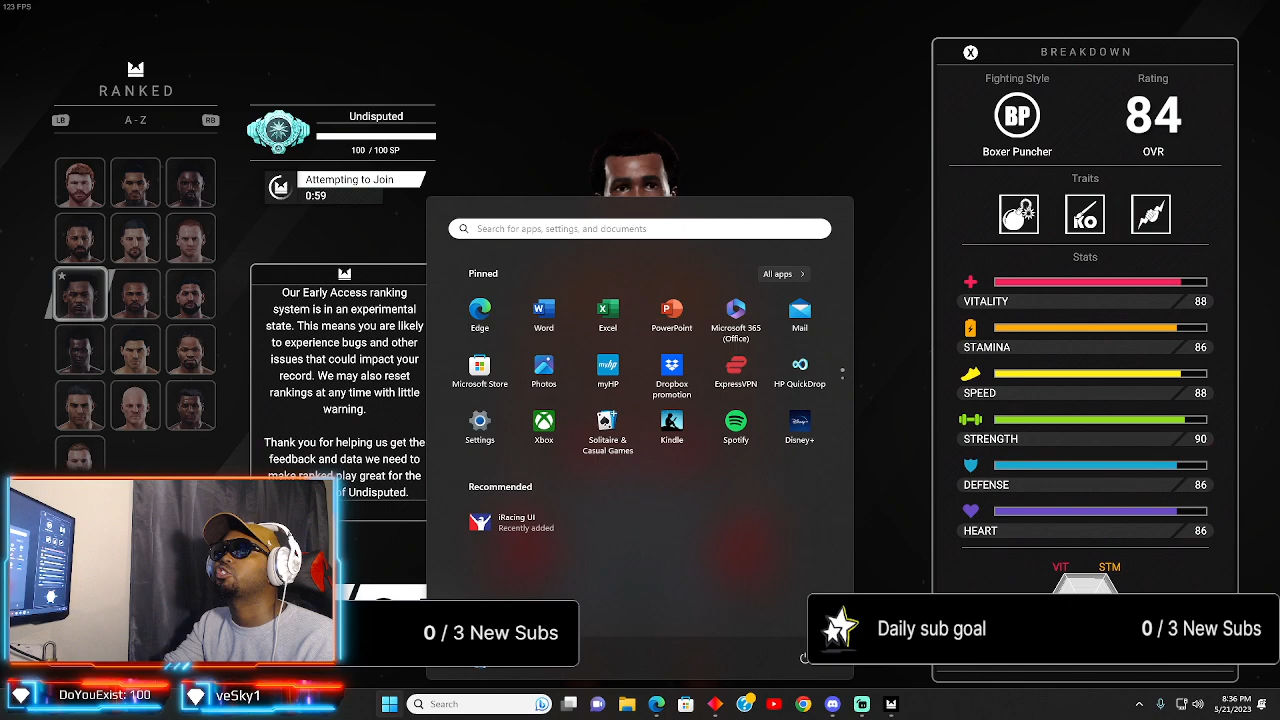 123 FPS
RANKED
LB A-Z RB
Undisputed
100 / 100 SP
Attempting to Join
0:59
Our Early Access ranking
system is in an experimental
state. This means you are likely
to experience bugs and other
issues that could impact your
record. We may also reset
rankings at any time with little
warning.
Thank you for helping us get the
feedback and data we need to
make ranked play great for the
of Undisputed.
Search for apps, settings, and documents
Pinned
All apps
Edge
Word
Excel
PowerPoint
Microsoft 365
(Office)
Mail
Microsoft Store
Photos
myHP
Dropbox
promotion
ExpressVPN
HP QuickDrop
Settings
Xbox
Solitaire &
Casual Games
Kindle
Spotify
Disney+
Recommended
iRacing UI
Recently added
X BREAKDOWN
Fighting Style
Rating
BP
84
Boxer Puncher
OVR
Traits
KO
Stats
VITALITY 88
STAMINA 86
SPEED 88
STRENGTH 90
DEFENSE 86
HEART 86
VIT STM
0 / 3 New Subs
Daily sub goal 0 / 3 New Subs
DoYouExist: 100
veSky1
Search
8:36 PM
5/21/2023